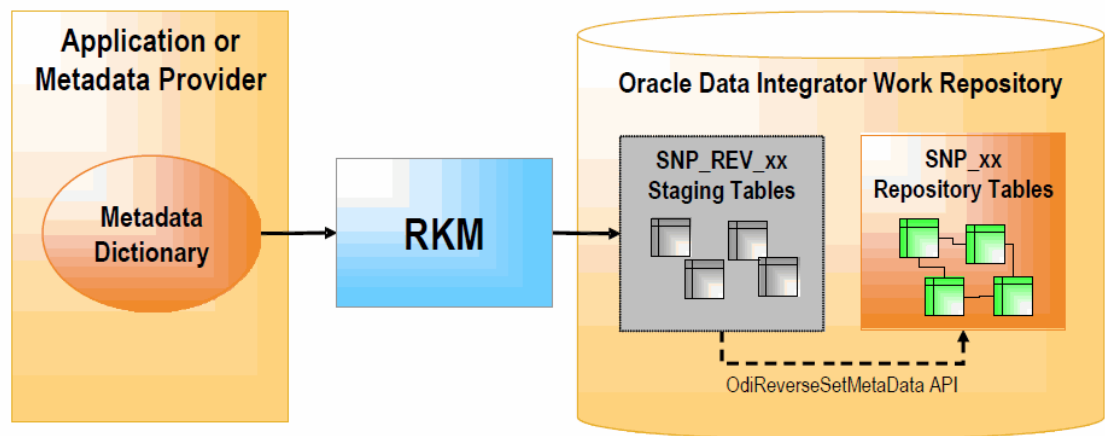 Application or
Metadata Provider
Metadata
Dictionary
RKM
Oracle Data Integrator Work Repository
SNP_REV_xx
Staging Tables
SNP_xx
Repository Tables
OdiReverseSetMetaData API